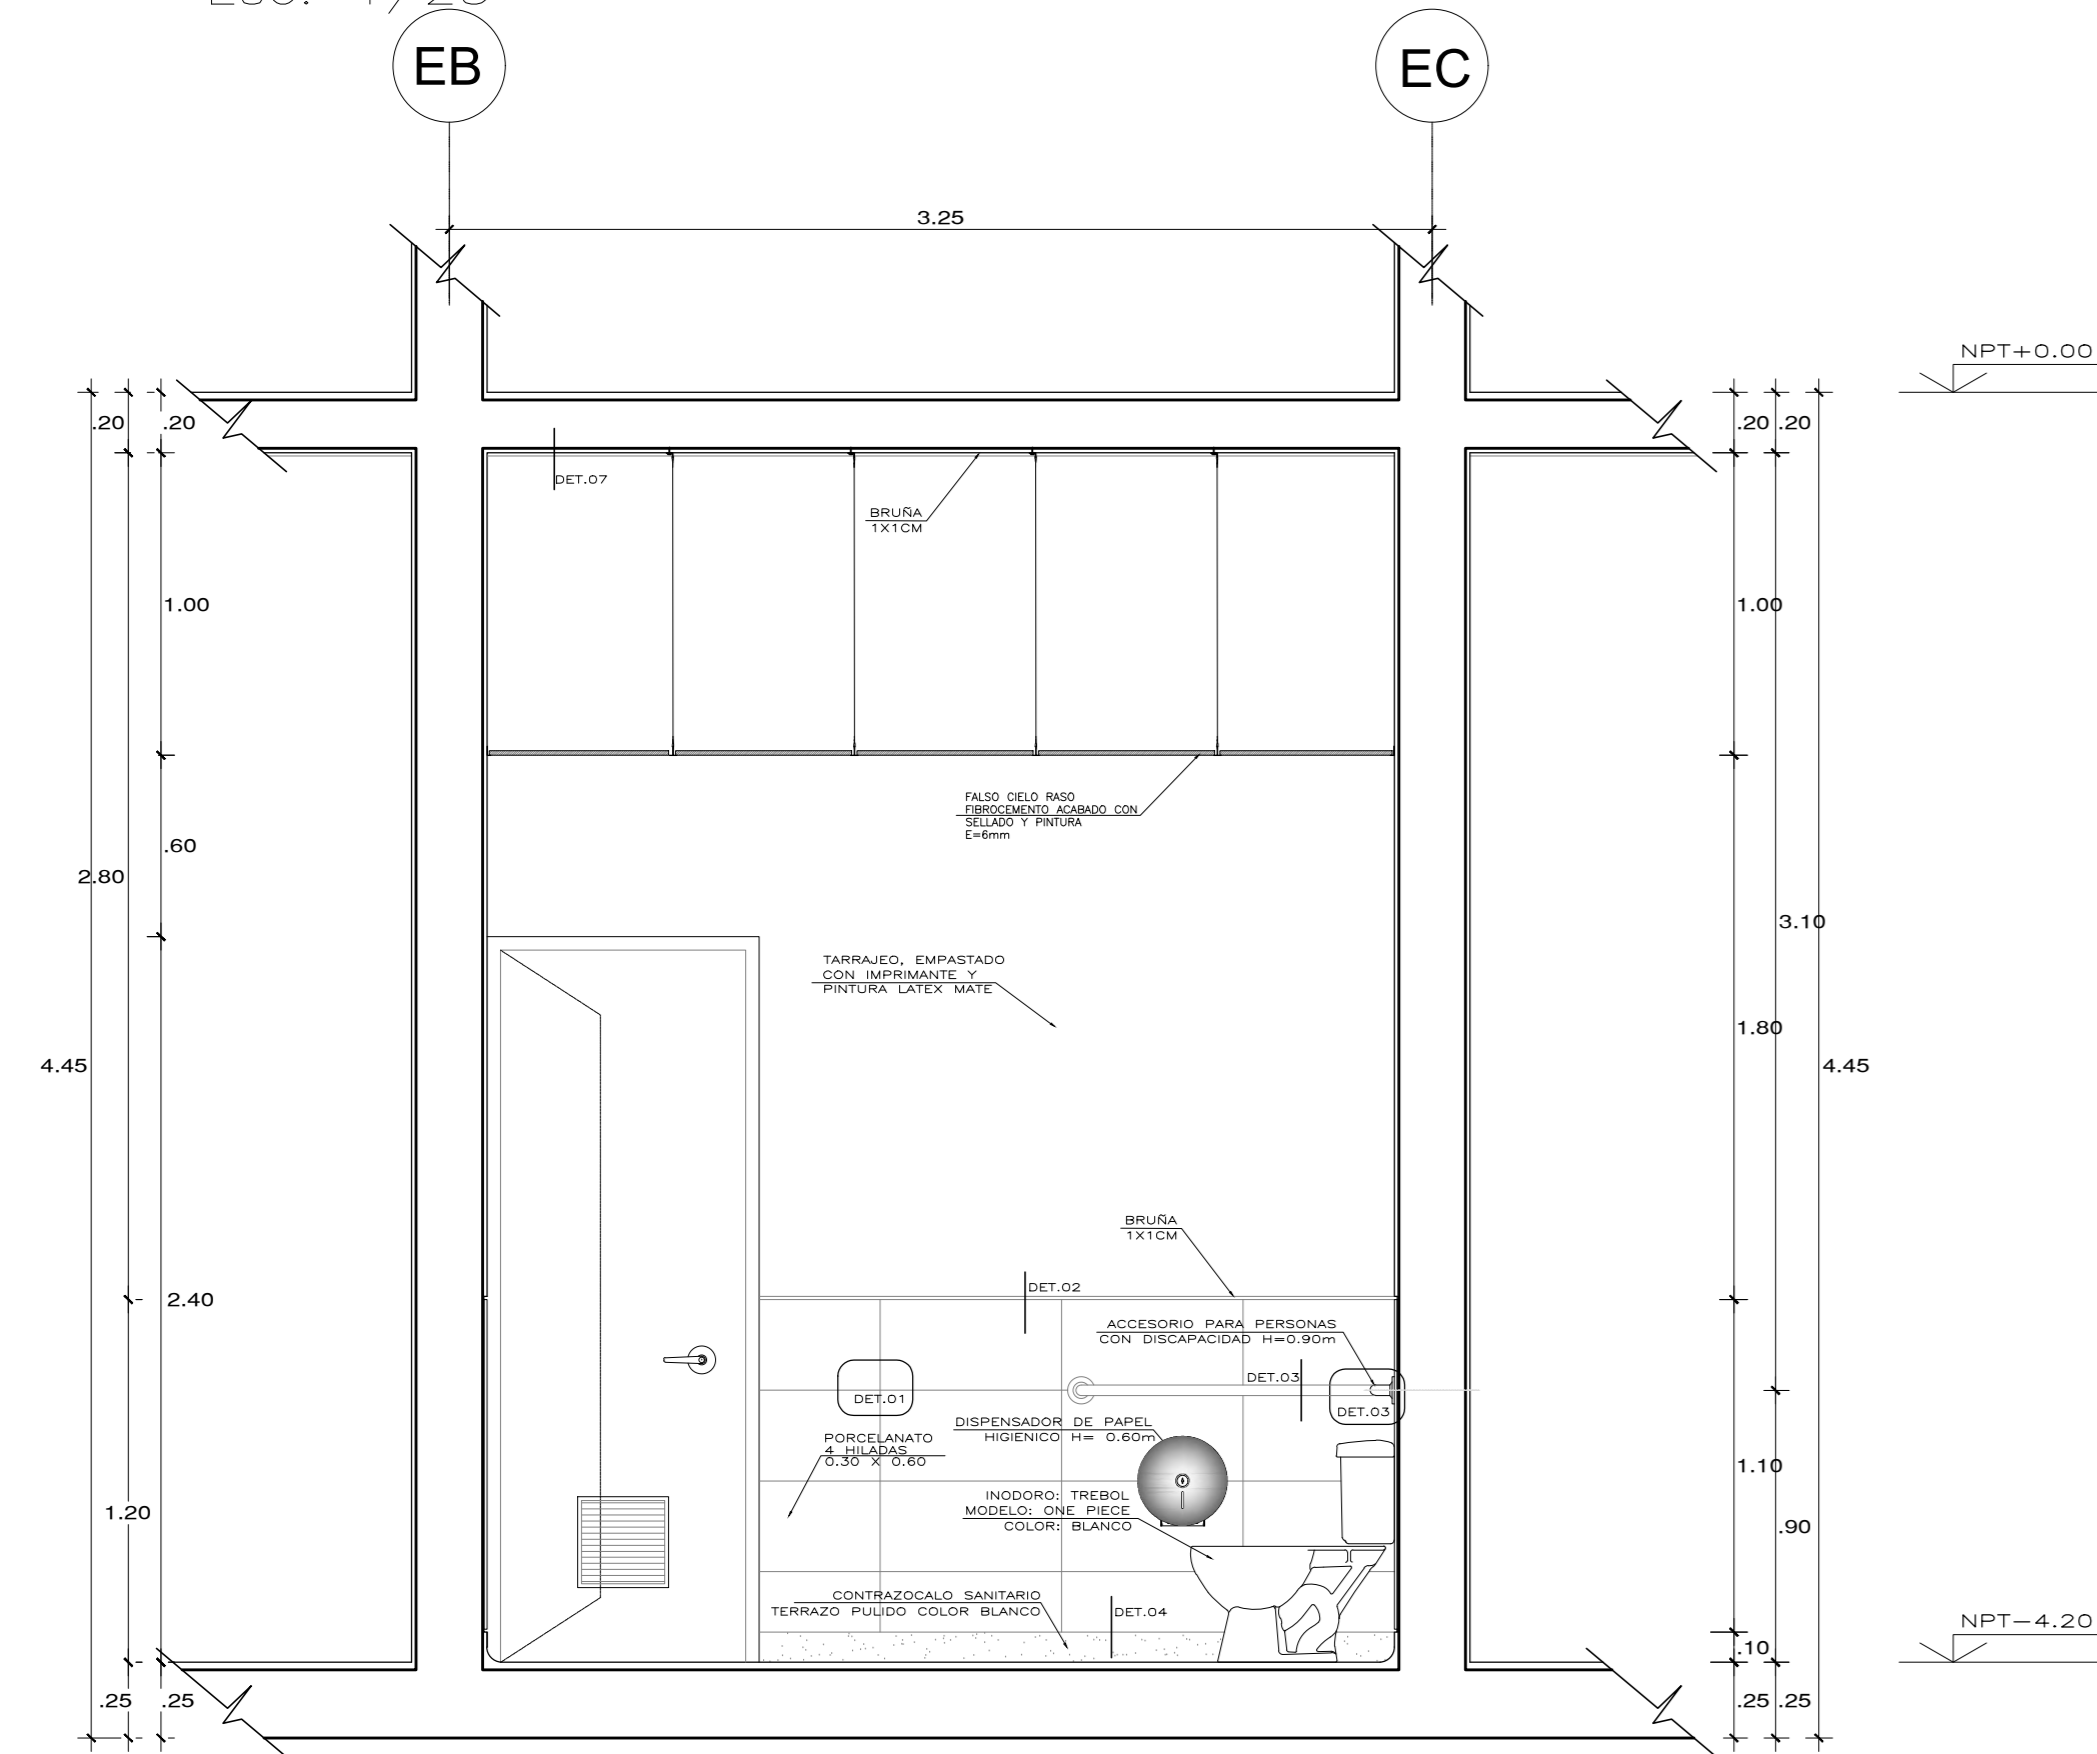 Esc. 1/25
EB
EC
3.25
NPT+0.00
.20
.20
.20
.20
DET.07
BRUÑA
1X1CM
1.00
1.00
FALSO CIELO RASO
FIBROCEMENTO ACABADO CON
SELLADO Y PINTURA
E=6mm
.60
2.80
3.10
TARRAJEO, EMPASTADO
CON IMPRIMANTE Y
PINTURA LATEX MATE
1.80
4.45
4.45
BRUÑA
1X1CM
DET.02
2.40
ACCESORIO PARA PERSONAS
CON DISCAPACIDAD H=0.90m
DET.03
DET.01
DET.03
DISPENSADOR DE PAPEL
HIGIENICO H= 0.60m
PORCELANATO
4 HILADAS
0.30 X 0.60
1.10
INODORO: TREBOL
MODELO: ONE PIECE
COLOR: BLANCO
1.20
.90
CONTRAZOCALO SANITARIO
TERRAZO PULIDO COLOR BLANCO
DET.04
NPT-4.20
.10
.25
.25
.25
.25